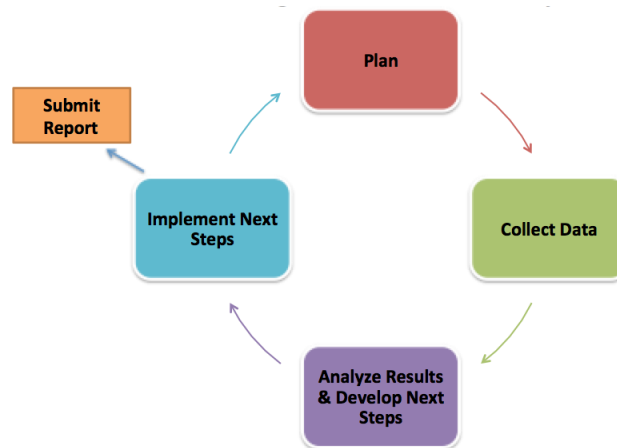 Plan
Submit
Report
Implement Next
Steps
Collect Data
Analyze Results
& Develop Next
Steps